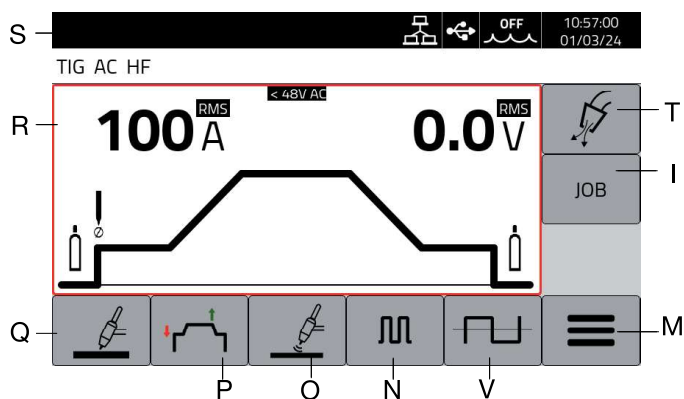 S
OFF
10:57:00
01/03/24
TIG AC HF
R
< 48V AC
100 A RMS
0.0 V RMS
T
JOB
I
Q
M
P
O
N
V